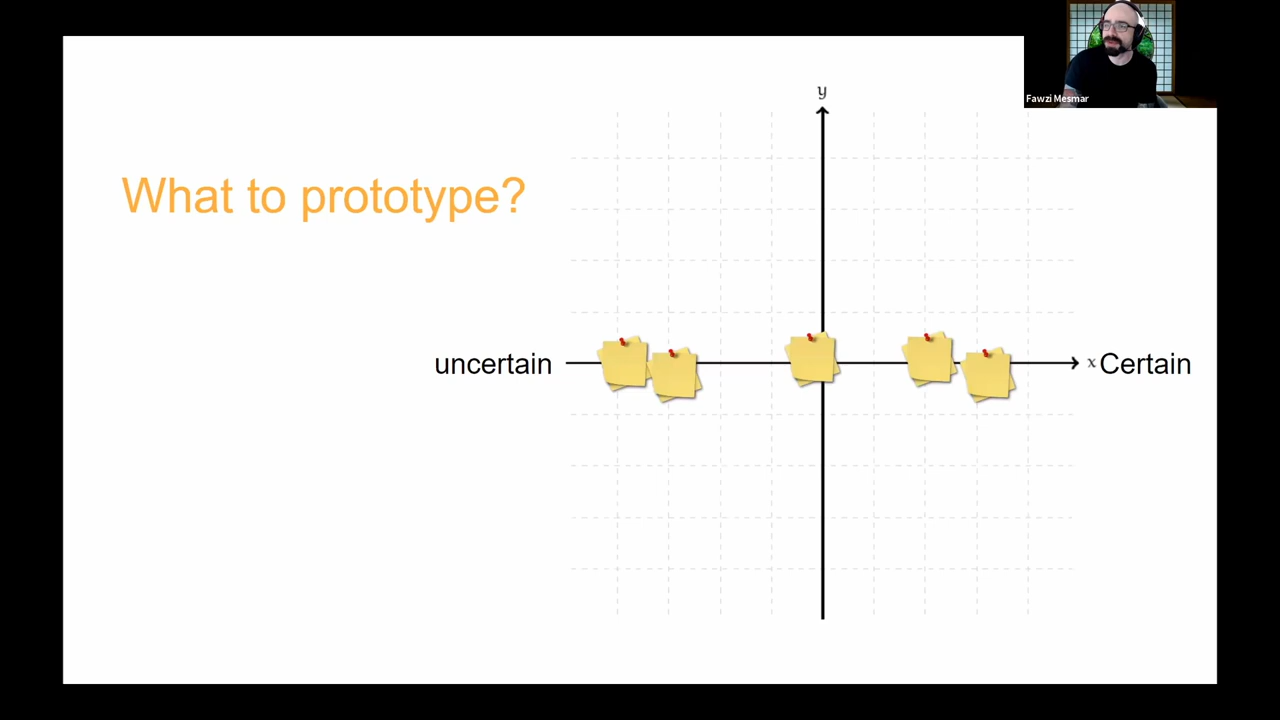 Fawzi Mesmar
y
What to prototype?
uncertain
x Certain